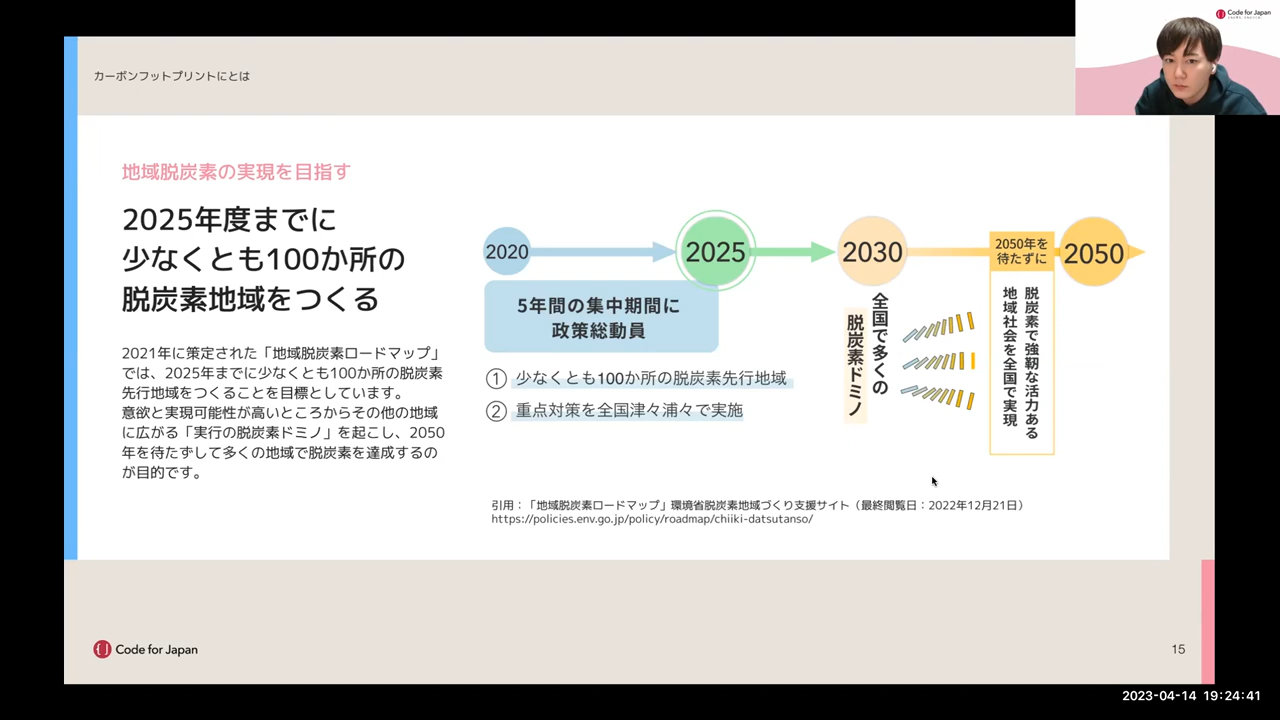 カーボンフットプリントにとは
Code for Japan
地域脱炭素の実現を目指す
2025年度までに
少なくとも100か所の
脱炭素地域をつくる
2021年に策定された「地域脱炭素ロードマップ」
では、2025年までに少なくとも100か所の脱炭素
先行地域をつくることを目標としています。
意欲と実現可能性が高いところからその他の地域
に広がる「実行の脱炭素ドミノ」を起こし、2050
年を待たずして多くの地域で脱炭素を達成するの
が目的です。
2020
2025
2030
2050年を
待たずに
2050
5年間の集中期間に
政策総動員
① 少なくとも100か所の脱炭素先行地域
② 重点対策を全国津々浦々で実施
全国で多くの
脱炭素ドミノ
脱炭素で強靭な活力ある
地域社会を全国で実現
引用：「地域脱炭素ロードマップ」環境省脱炭素地域づくり支援サイト（最終閲覧日：2022年12月21日）
https://policies.env.go.jp/policy/roadmap/chiiki-datsutanso/
Code for Japan
15
2023-04-14 19:24:41